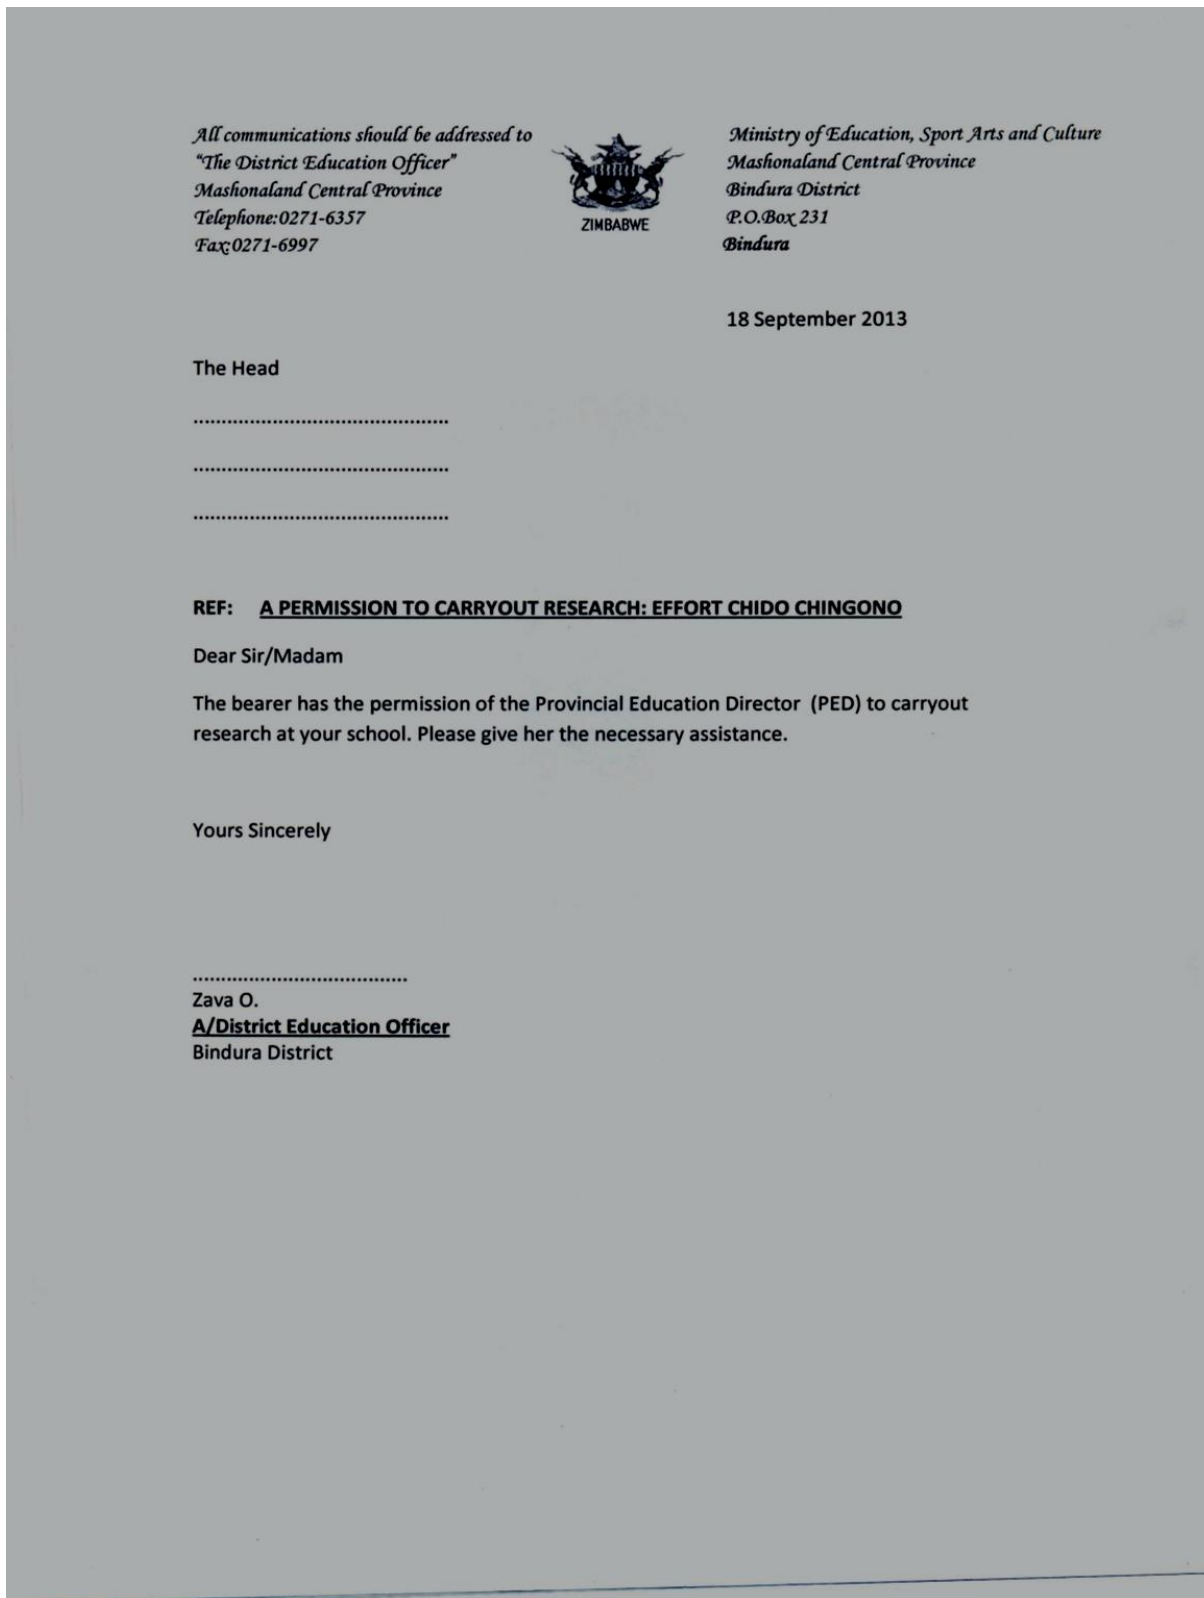 All communications should be addressed to
"The District Education Officer"
Mashonaland Central Province
Telephone:0271-6357
Fax:0271-6997
ZIMBABWE
Ministry of Education, Sport Arts and Culture
Mashonaland Central Province
Bindura District
P.O.Box 231
Bindura
18 September 2013
The Head
.............................................
.............................................
.............................................
REF: A PERMISSION TO CARRYOUT RESEARCH: EFFORT CHIDO CHINGONO
Dear Sir/Madam
The bearer has the permission of the Provincial Education Director (PED) to carryout
research at your school. Please give her the necessary assistance.
Yours Sincerely
......................................
Zava O.
A/District Education Officer
Bindura District